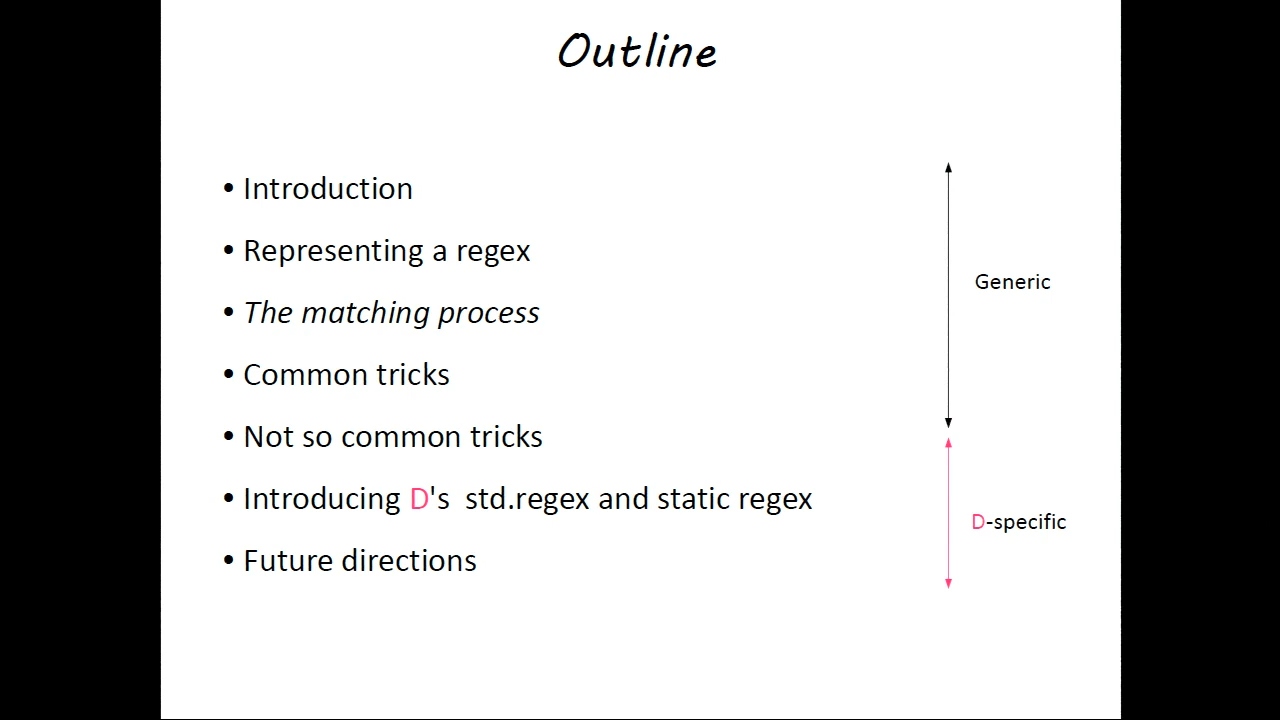 Outline
• Introduction
• Representing a regex
• The matching process
• Common tricks
• Not so common tricks
• Introducing D's  std.regex and static regex
• Future directions
Generic
D-specific